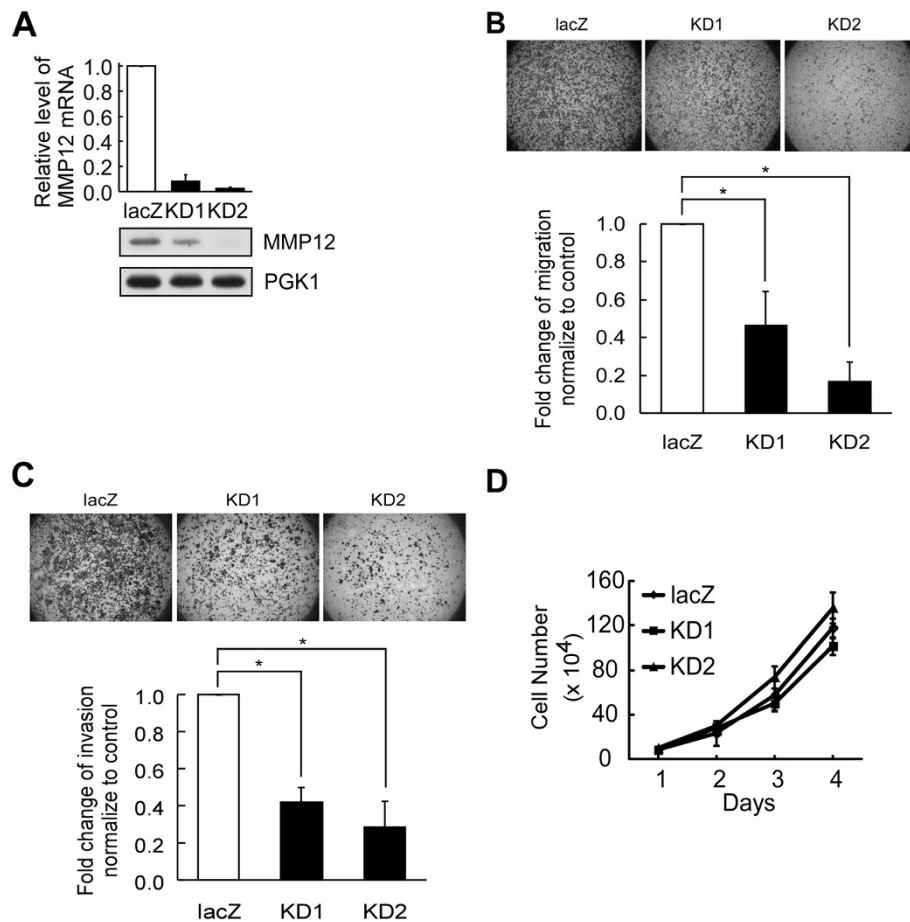 A
Relative level of
MMP12 mRNA
1.0
0.8
0.6
0.4
0.2
0.0
lacZ KD1 KD2
MMP12
PGK1
B
lacZ KD1 KD2
* 
*
Fold change of migration
normalize to control
1.0
0.8
0.6
0.4
0.2
0.0
lacZ KD1 KD2
C
lacZ KD1 KD2
*
*
Fold change of invasion
normalize to control
1.0
0.8
0.6
0.4
0.2
0.0
lacZ KD1 KD2
D
Cell Number
(x 10⁴)
160
120
80
40
0
lacZ
KD1
KD2
1 2 3 4
Days